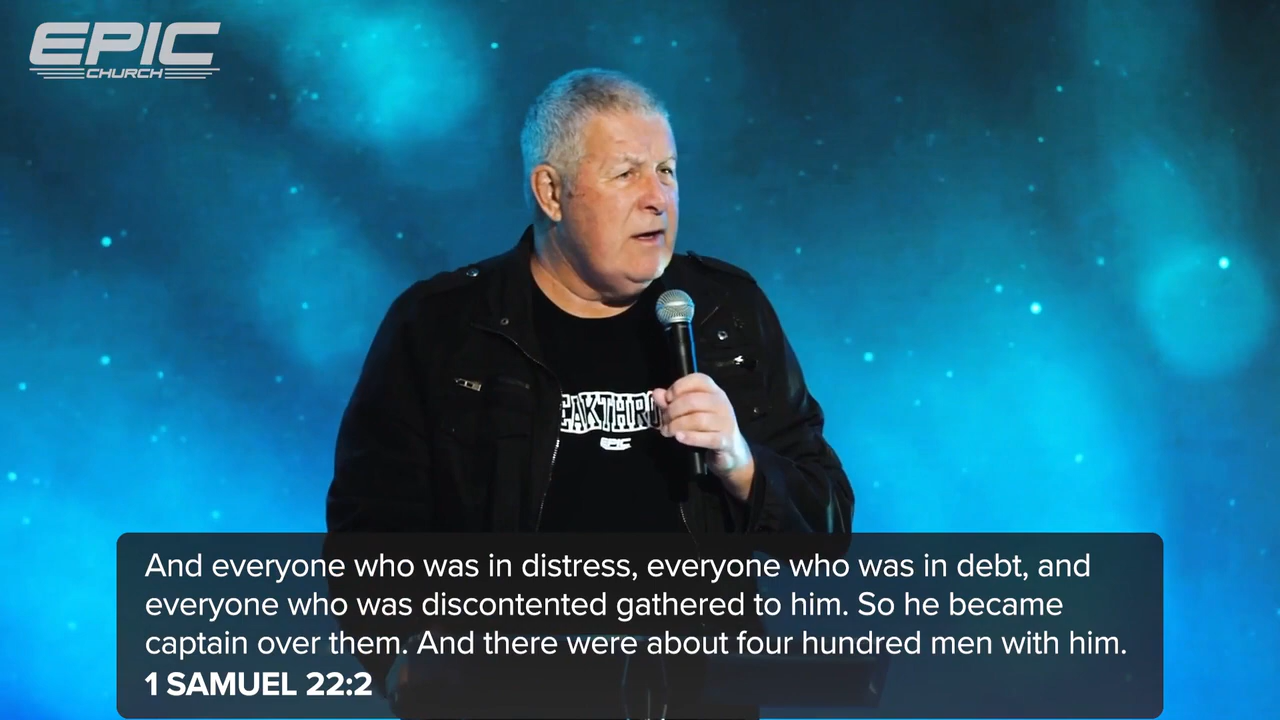 EPIC
CHURCH
EAKTHRO
EPIC
And everyone who was in distress, everyone who was in debt, and
everyone who was discontented gathered to him. So he became
captain over them. And there were about four hundred men with him.
1 SAMUEL 22:2